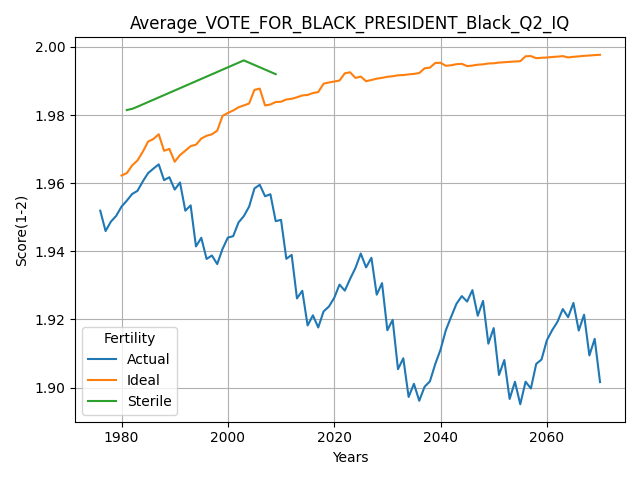 Average_VOTE_FOR_BLACK_PRESIDENT_Black_Q2_IQ
2.00
1.98
1.96
1.94
1.92
1.90
Score(1-2)
Fertility
Actual
Ideal
Sterile
1980 2000 2020 2040 2060
Years